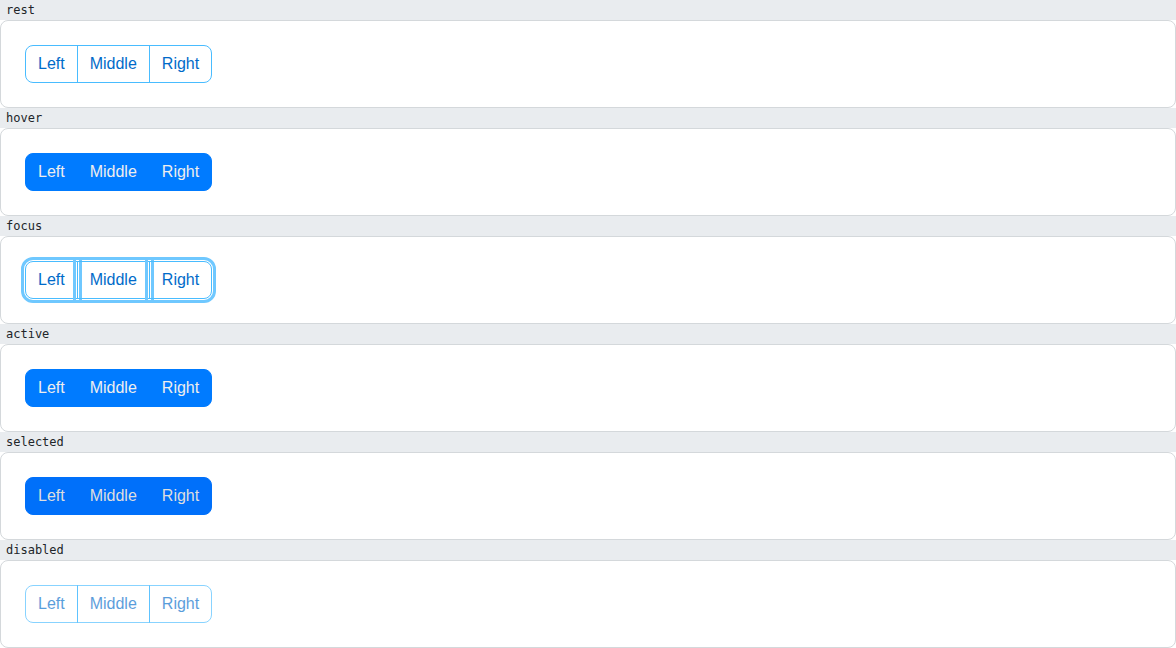 rest
Left Middle Right
hover
Left Middle Right
focus
Left Middle Right
active
Left Middle Right
selected
Left Middle Right
disabled
Left Middle Right